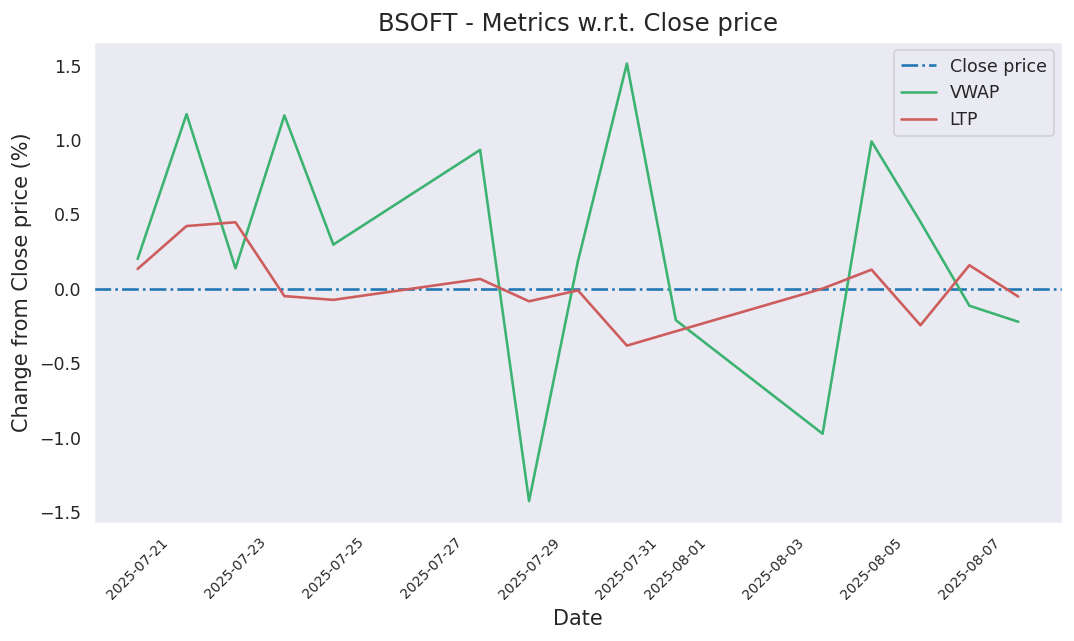 BSOFT - Metrics w.r.t. Close price
Close price
VWAP
LTP
Change from Close price (%)
1.5
1.0
0.5
0.0
−0.5
−1.0
−1.5
2025-07-21
2025-07-23
2025-07-25
2025-07-27
2025-07-29
2025-07-31
2025-08-01
2025-08-03
2025-08-05
2025-08-07
Date